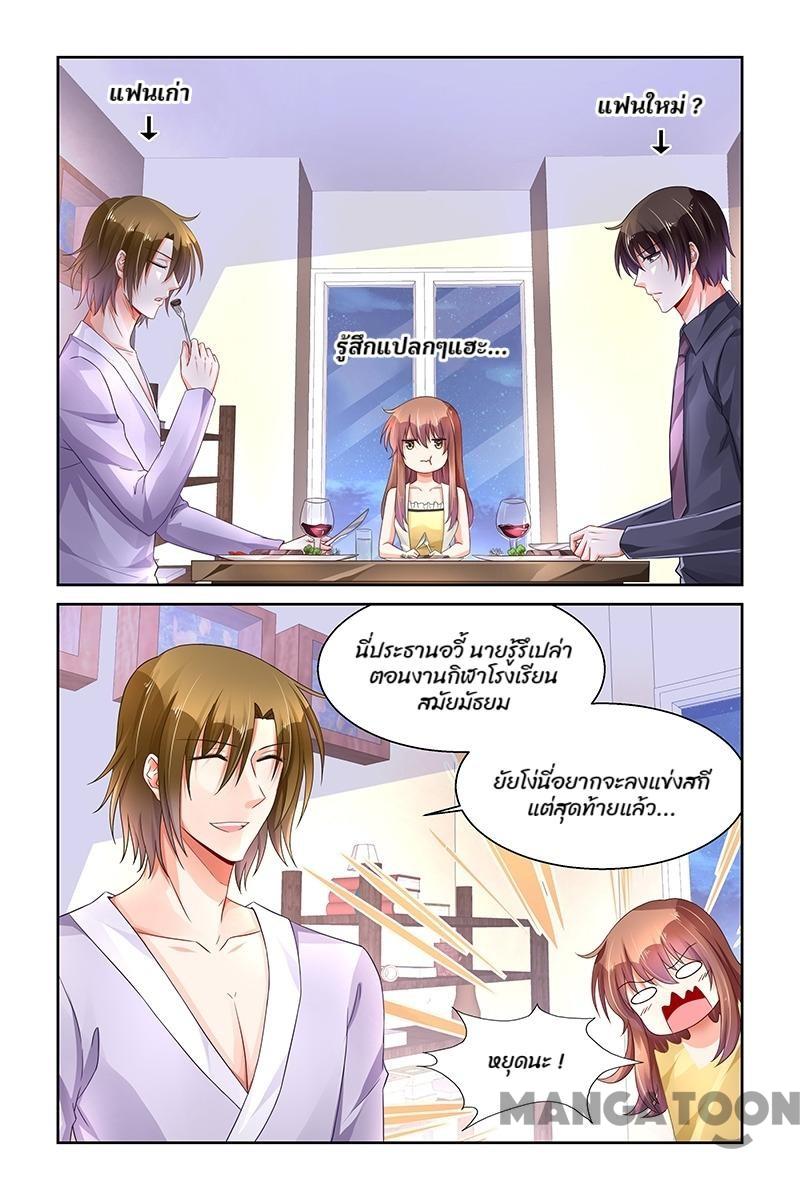 แฟนเก่า
แฟนใหม่ ?
รู้สึกแปลกๆแฮะ...
นี่ประธานอวี้ นายรู้รึเปล่า
ตอนงานกิฬาโรงเรียน
สมัยมัธยม
ยัยโง่นี่อยากจะลงแข่งสกี
แต่สุดท้ายแล้ว...
หยุดนะ !
MANGATOON